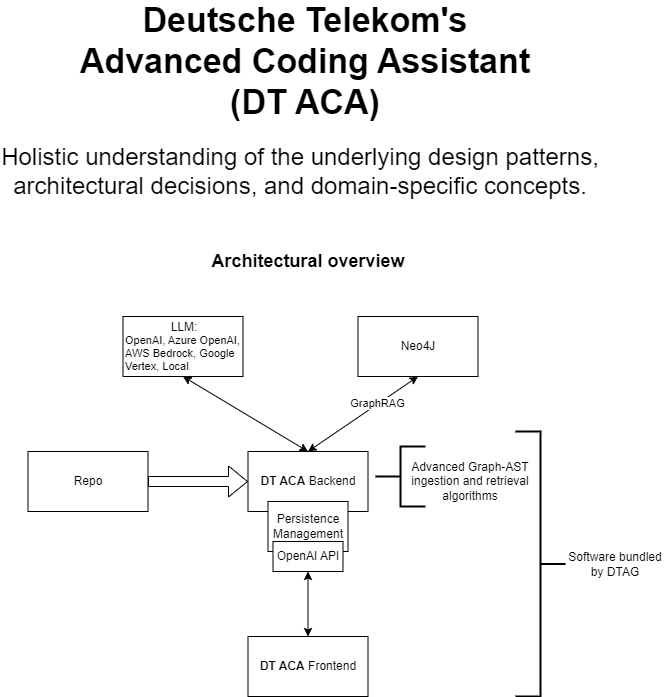 Deutsche Telekom's
Advanced Coding Assistant
(DT ACA)
Holistic understanding of the underlying design patterns,
architectural decisions, and domain-specific concepts.
Architectural overview
LLM:
OpenAI, Azure OpenAI,
AWS Bedrock, Google
Vertex, Local
Neo4J
GraphRAG
Repo
DT ACA Backend
Advanced Graph-AST
ingestion and retrieval
algorithms
Persistence
Management
OpenAI API
Software bundled
by DTAG
DT ACA Frontend